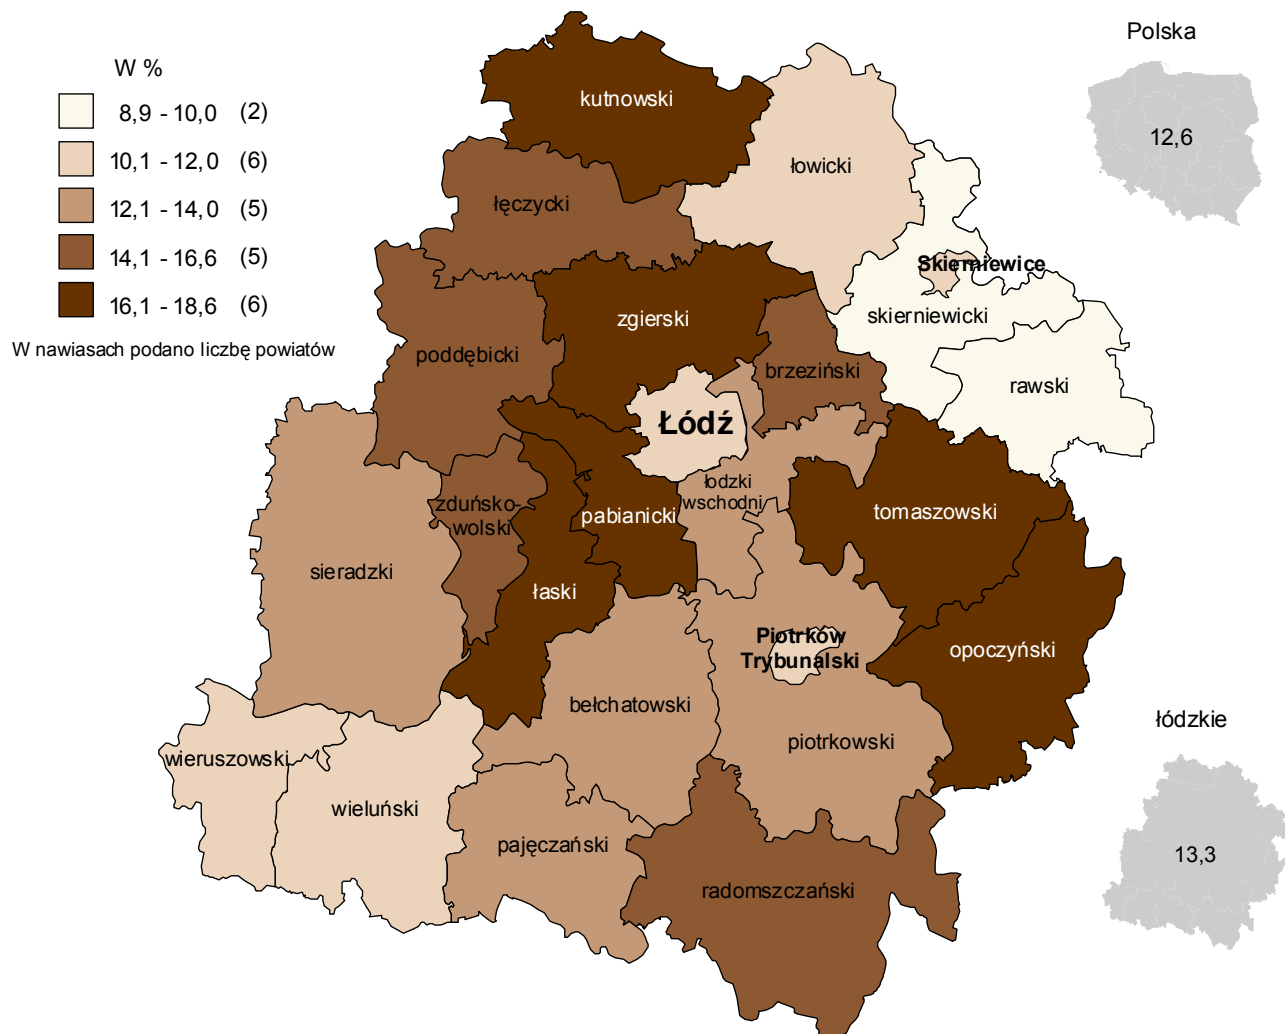 W %
8,9 - 10,0 (2)
10,1 - 12,0 (6)
12,1 - 14,0 (5)
14,1 - 16,6 (5)
16,1 - 18,6 (6)
W nawiasach podano liczbę powiatów
Polska
12,6
kutnowski
łowicki
łęczycki
Skierniewice
skierniewicki
zgierski
poddębicki
brzeziński
rawski
Łódź
łodzki
wschodni
zduńsko-
wolski
pabianicki
tomaszowski
sieradzki
łaski
Piotrków
Trybunalski
opoczyński
bełchatowski
piotrkowski
wieruszowski
wieluński
pajęczański
radomszczański
łódzkie
13,3